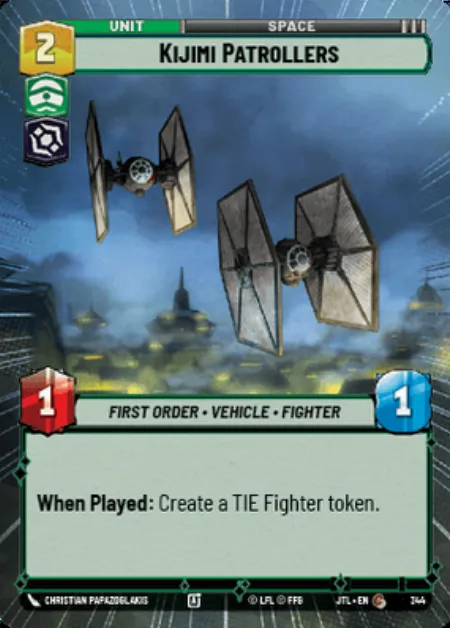 UNIT SPACE
2
KIJIMI PATROLLERS
1
FIRST ORDER • VEHICLE • FIGHTER
1
When Played: Create a TIE Fighter token.
CHRISTIAN PAPAZOGLAKIS © LFL © FFG JTL • EN 344